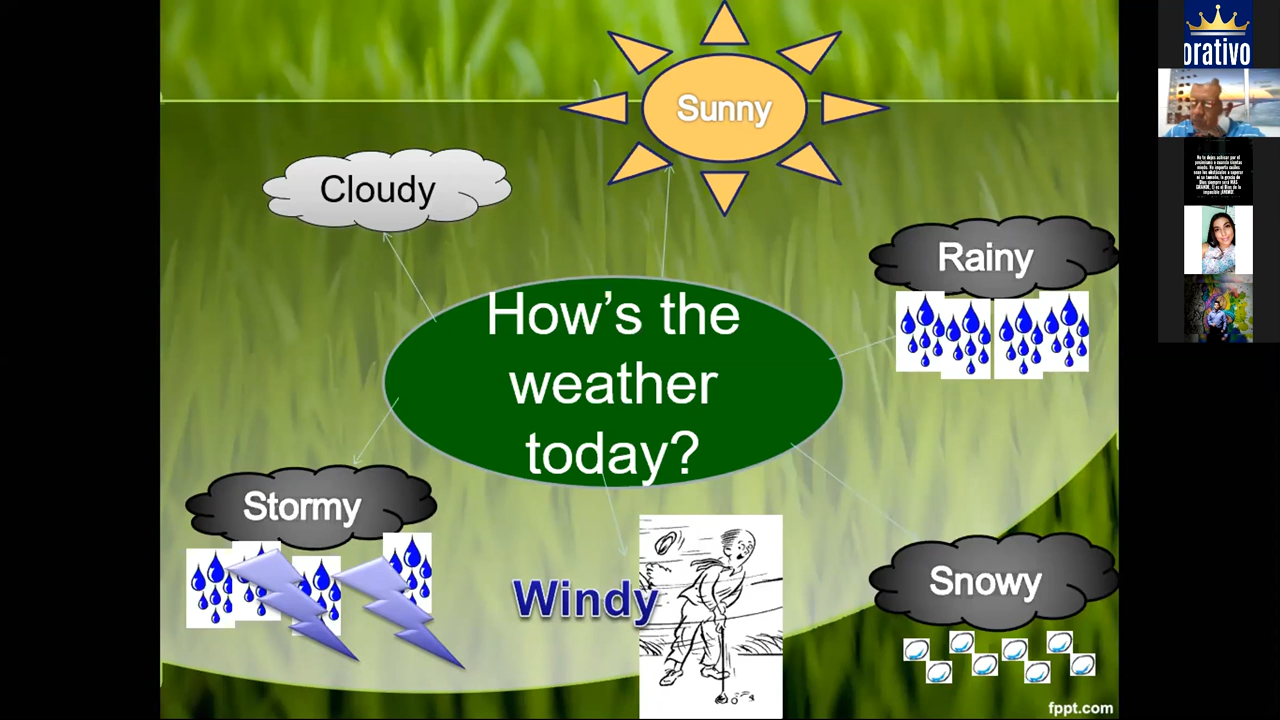 Sunny
Cloudy
Rainy
How's the
weather
today?
Stormy
Windy
Snowy
fppt.com
orativo